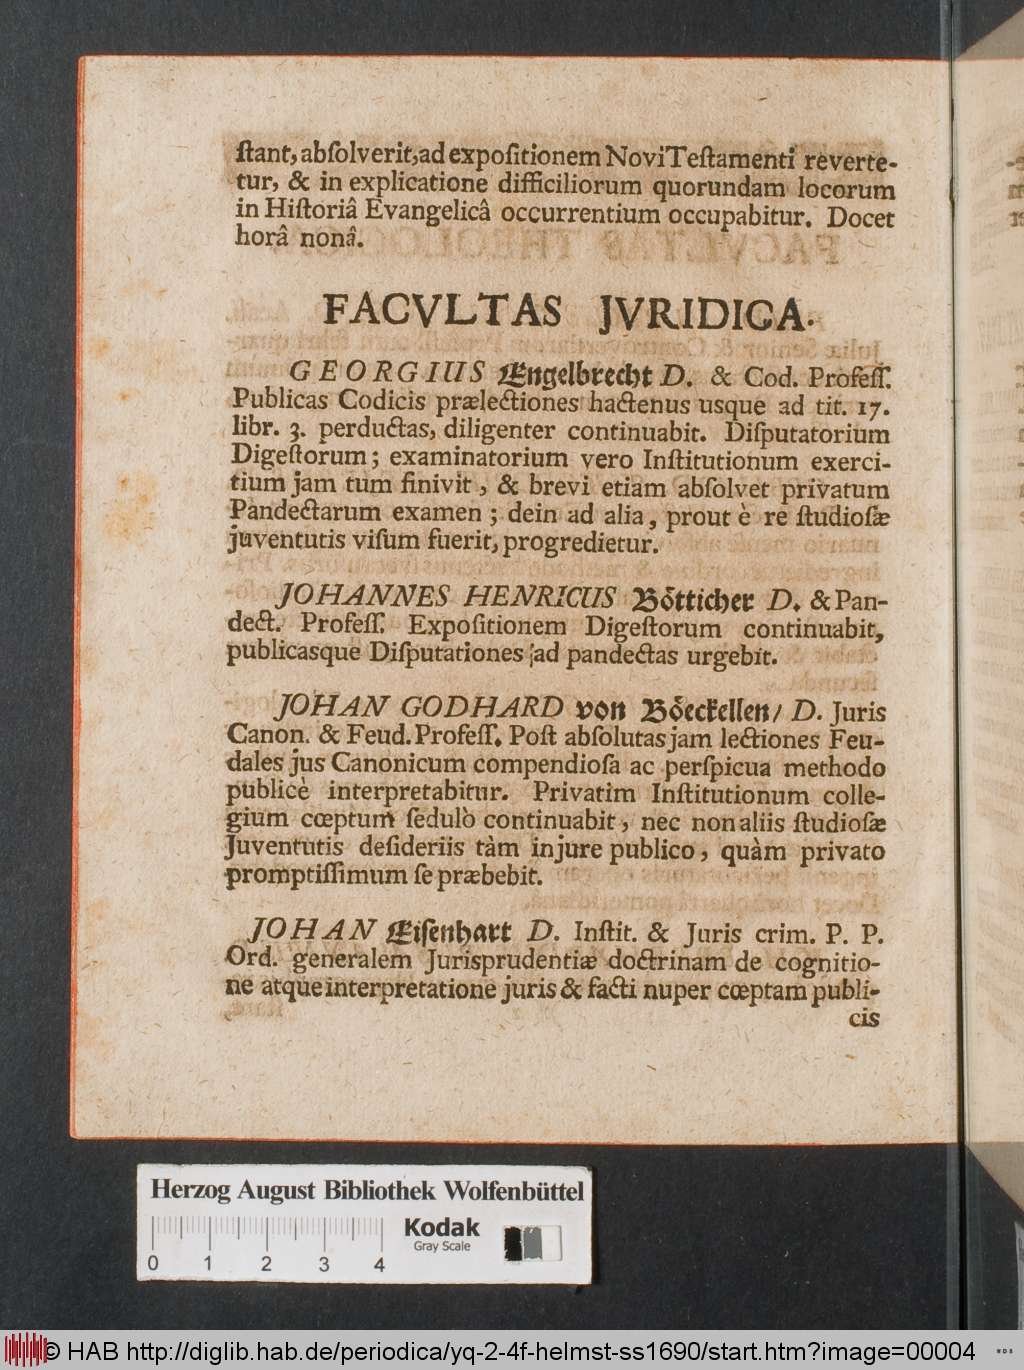 ſtant, abſolverit, ad expoſitionem Novi Teſtamenti reverte-
tur, & in explicatione difficiliorum quorundam locorum
in Hiſtoriâ Evangelicâ occurrentium occupabitur. Docet
horâ nonâ.
FACVLTAS JVRIDICA.
GEORGIUS Engelbrecht D. & Cod. Profeſſ.
Publicas Codicis prælectiones hactenus usque ad tit. 17.
libr. 3. perductas, diligenter continuabit. Diſputatorium
Digeſtorum; examinatorium vero Inſtitutionum exerci-
tium jam tum finivit, & brevi etiam abſolvet privatum
Pandectarum examen; dein ad alia, prout è re ſtudioſæ
juventutis viſum fuerit, progredietur.
JOHANNES HENRICUS Bötticher D. & Pan-
dect. Profeſſ. Expoſitionem Digeſtorum continuabit,
publicasque Diſputationes ad pandectas urgebit.
JOHAN GODHARD von Böeckellen/ D. Juris
Canon. & Feud. Profeſſ. Poſt abſolutas jam lectiones Feu-
dales jus Canonicum compendioſa ac perſpicua methodo
publicè interpretabitur. Privatim Inſtitutionum colle-
gium cœptum ſedulò continuabit, nec non aliis ſtudioſæ
Juventutis deſideriis tàm in jure publico, quàm privato
promptiſſimum ſe præbebit.
JOHAN Eiſenhart D. Inſtit. & Juris crim. P. P.
Ord. generalem Jurisprudentiæ doctrinam de cognitio-
ne atque interpretatione juris & facti nuper cœptam publi-
cis
Herzog August Bibliothek Wolfenbüttel
Kodak
Gray Scale
0 1 2 3 4
© HAB http://diglib.hab.de/periodica/yq-2-4f-helmst-ss1690/start.htm?image=00004